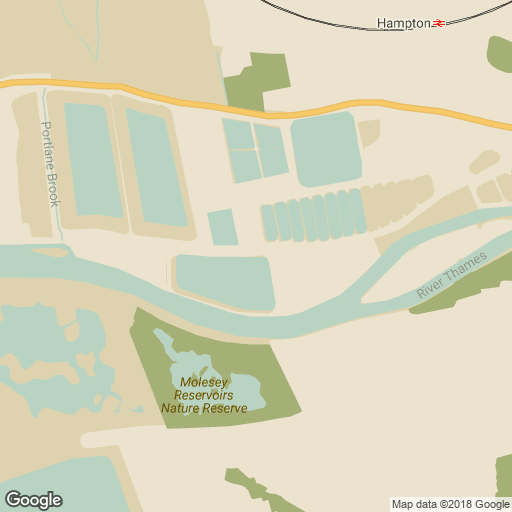 Hampton
Portlane Brook
River Thames
Molesey
Reservoirs
Nature Reserve
Google
Map data ©2018 Google